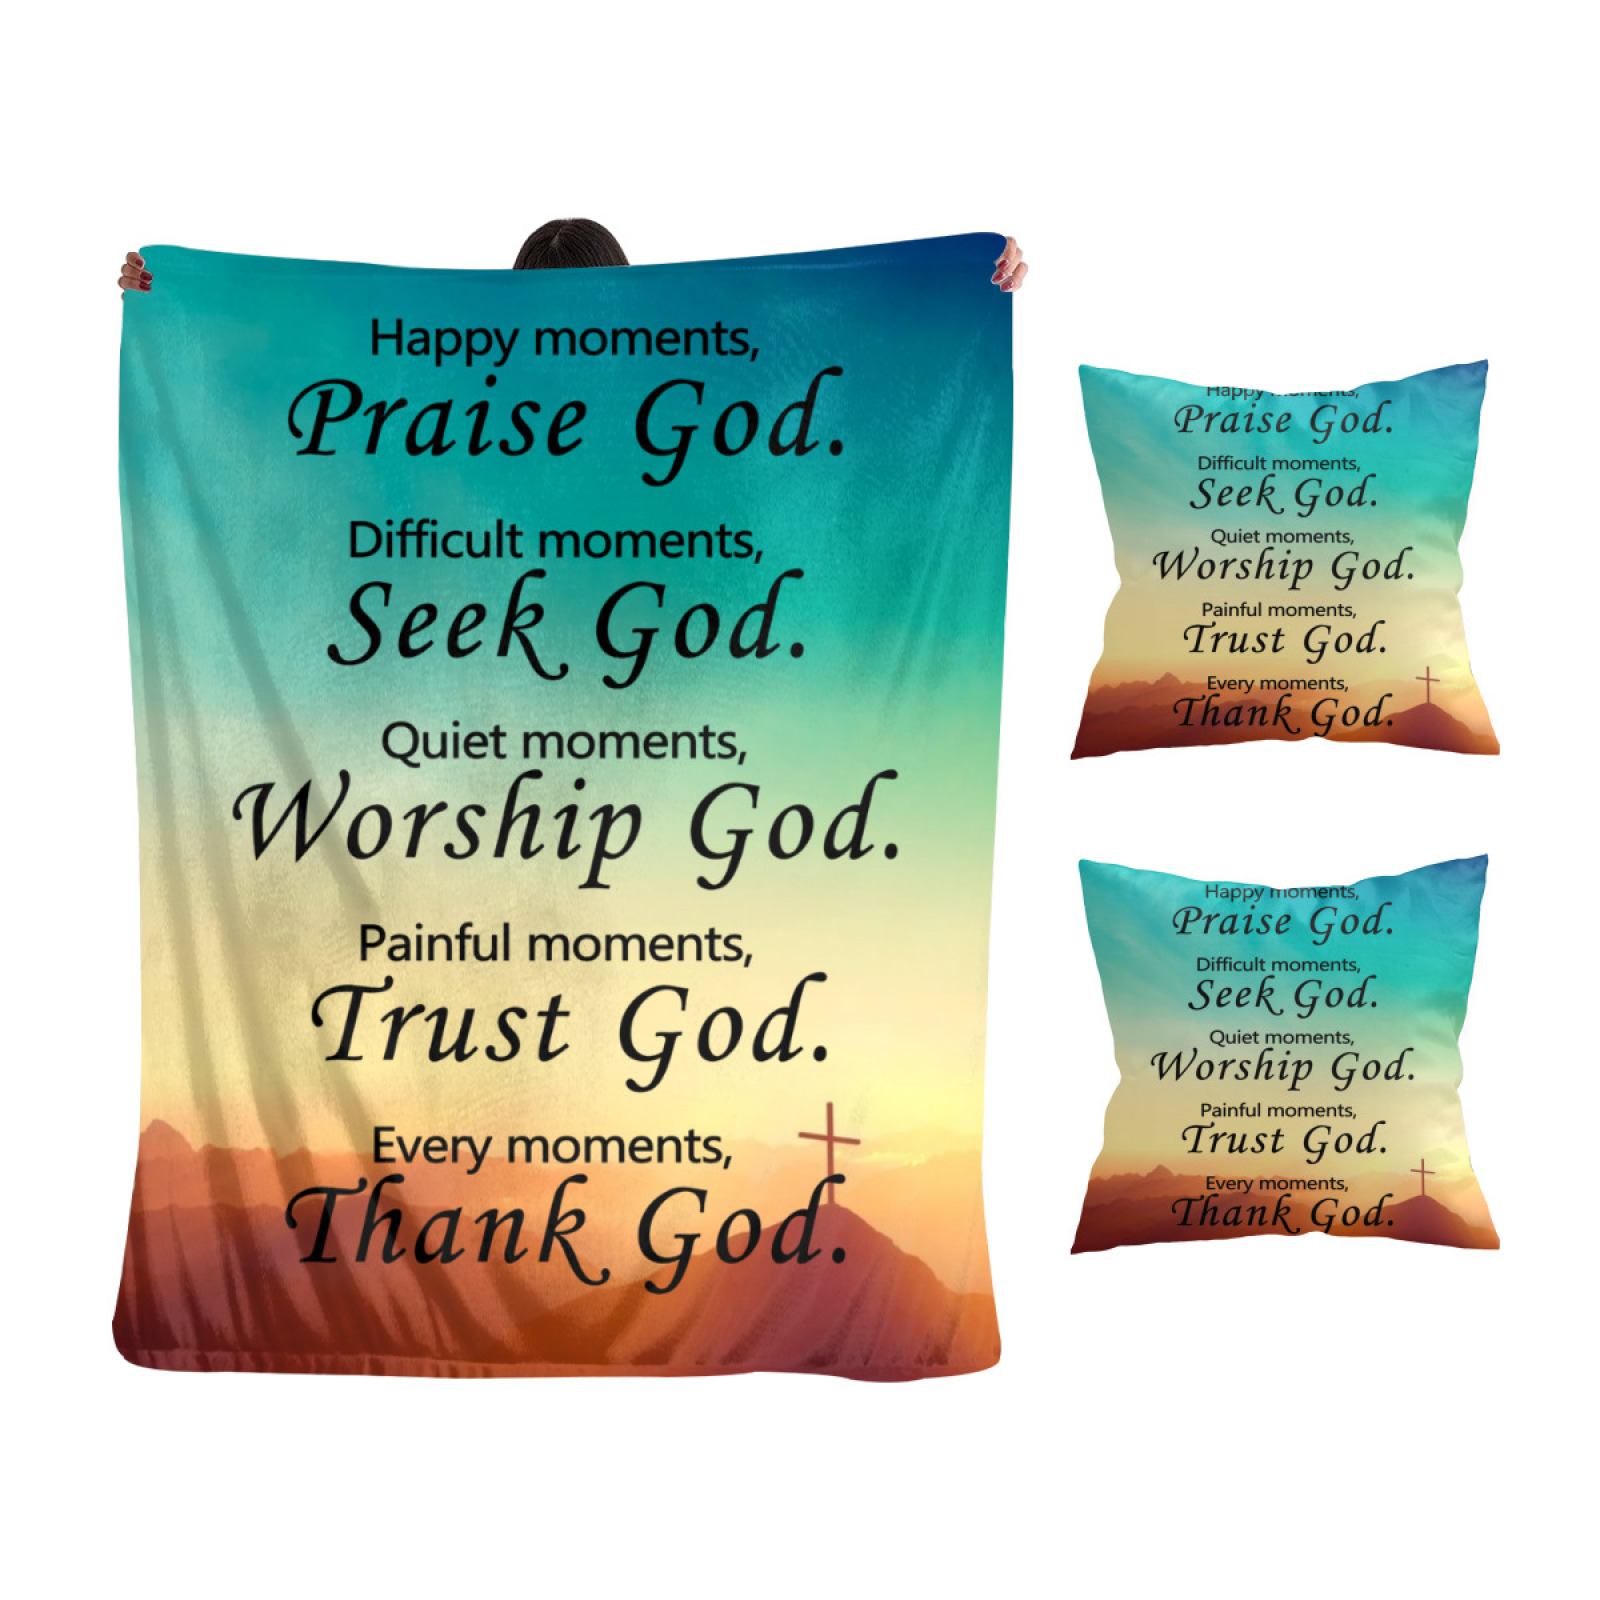 Happy moments,
Praise God.
Difficult moments,
Seek God.
Quiet moments,
Worship God.
Painful moments,
Trust God.
Every moments,
Thank God.
Happy moments,
Praise God.
Difficult moments,
Seek God.
Quiet moments,
Worship God.
Painful moments,
Trust God.
Every moments,
Thank God.
Happy moments,
Praise God.
Difficult moments,
Seek God.
Quiet moments,
Worship God.
Painful moments,
Trust God.
Every moments,
Thank God.